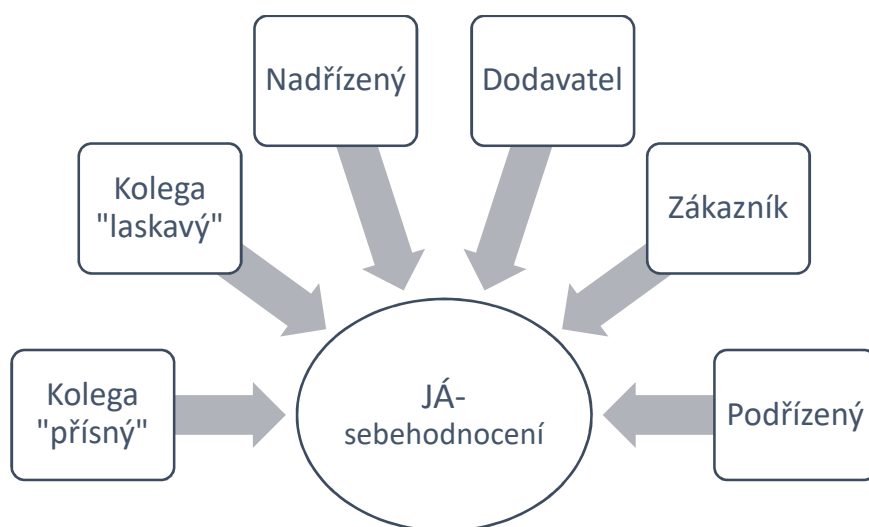 Nadřízený
Dodavatel
Kolega
"laskavý"
Zákazník
Kolega
"přísný"
JÁ-
sebehodnocení
Podřízený